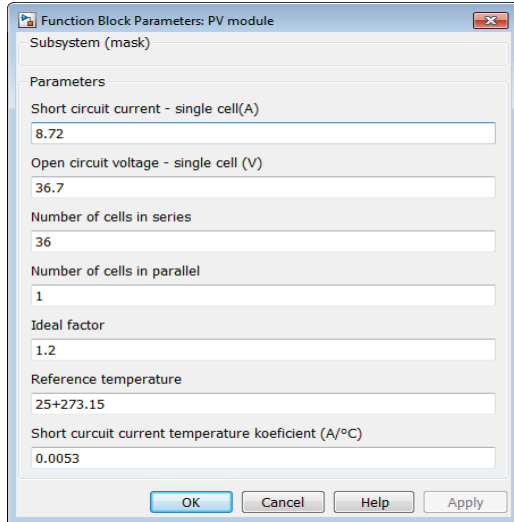 Function Block Parameters: PV module
Subsystem (mask)
Parameters
Short circuit current - single cell(A)
8.72
Open circuit voltage - single cell (V)
36.7
Number of cells in series
36
Number of cells in parallel
1
Ideal factor
1.2
Reference temperature
25+273.15
Short curcuit current temperature koeficient (A/°C)
0.0053
OK Cancel Help Apply